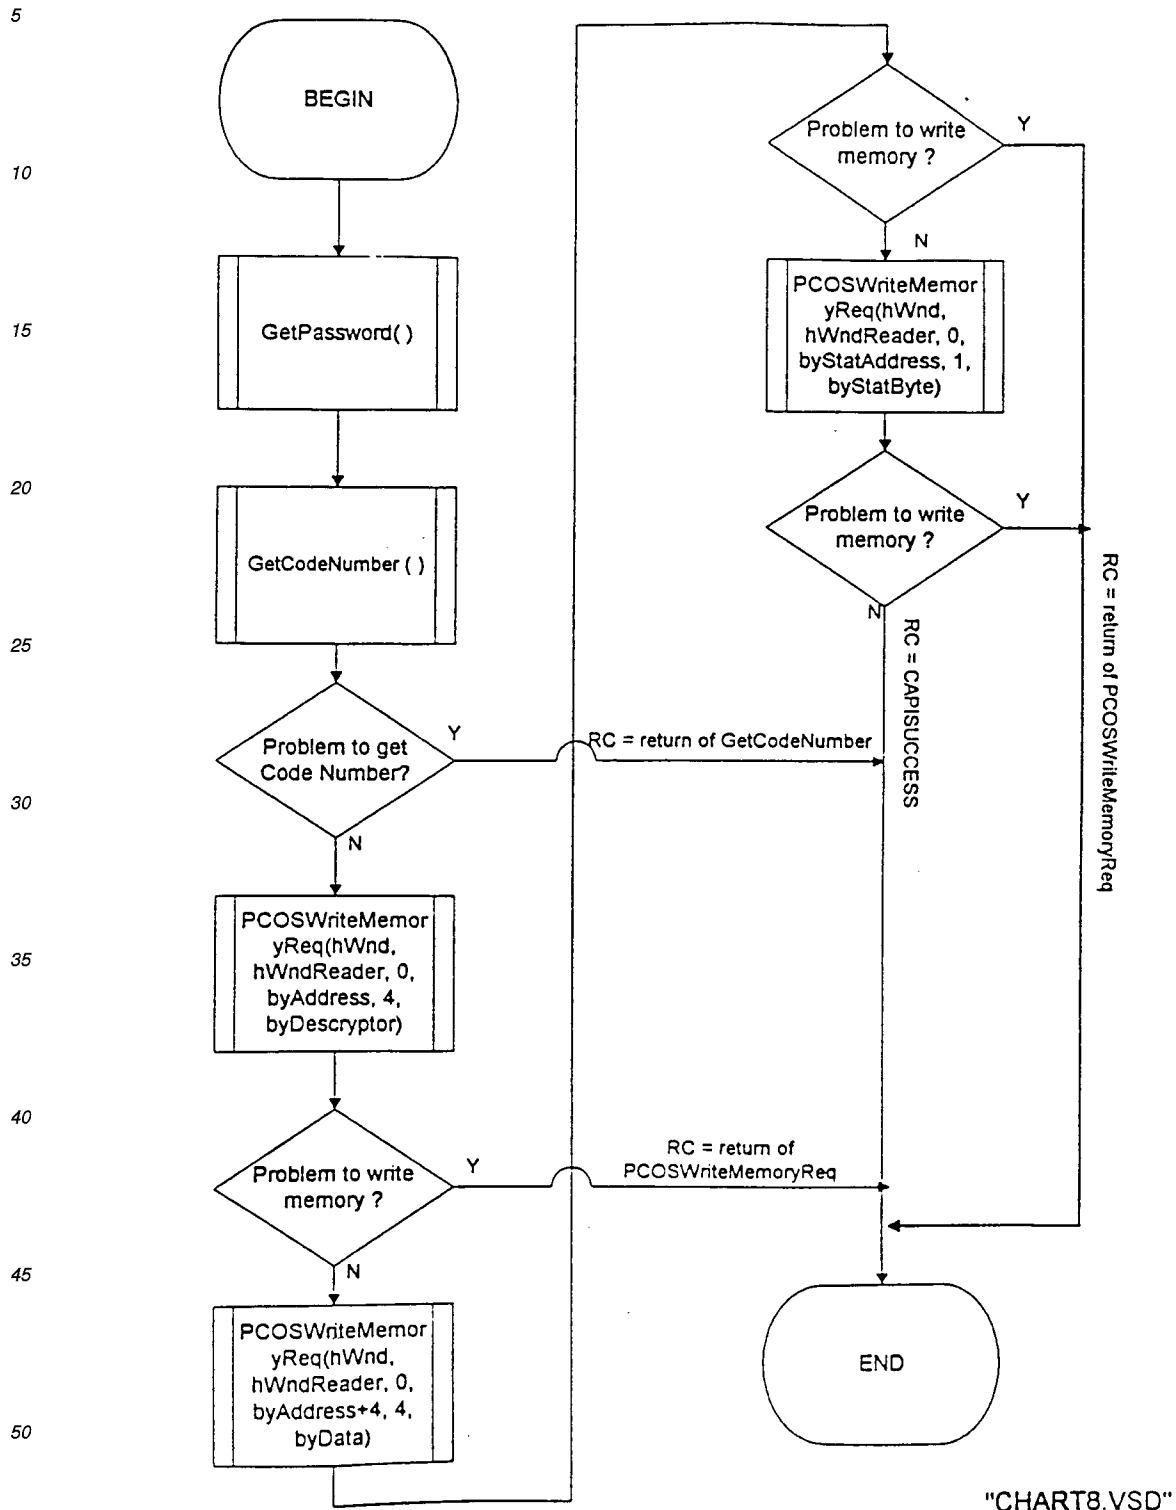 5
BEGIN
10
GetPassword( )
15
20
GetCodeNumber ( )
25
Problem to get
Code Number?
Y
RC = return of GetCodeNumber
30
N
PCOSWriteMemor
yReq(hWnd,
hWndReader, 0,
byAddress, 4,
byDescryptor)
35
40
Problem to write
memory ?
Y
RC = return of
PCOSWriteMemoryReq
45
N
PCOSWriteMemor
yReq(hWnd,
hWndReader, 0,
byAddress+4, 4,
byData)
50
Problem to write
memory ?
Y
N
PCOSWriteMemor
yReq(hWnd,
hWndReader, 0,
byStatAddress, 1,
byStatByte)
Problem to write
memory ?
Y
N
RC = CAPISUCCESS
RC = return of PCOSWriteMemoryReq
END
"CHART8.VSD"